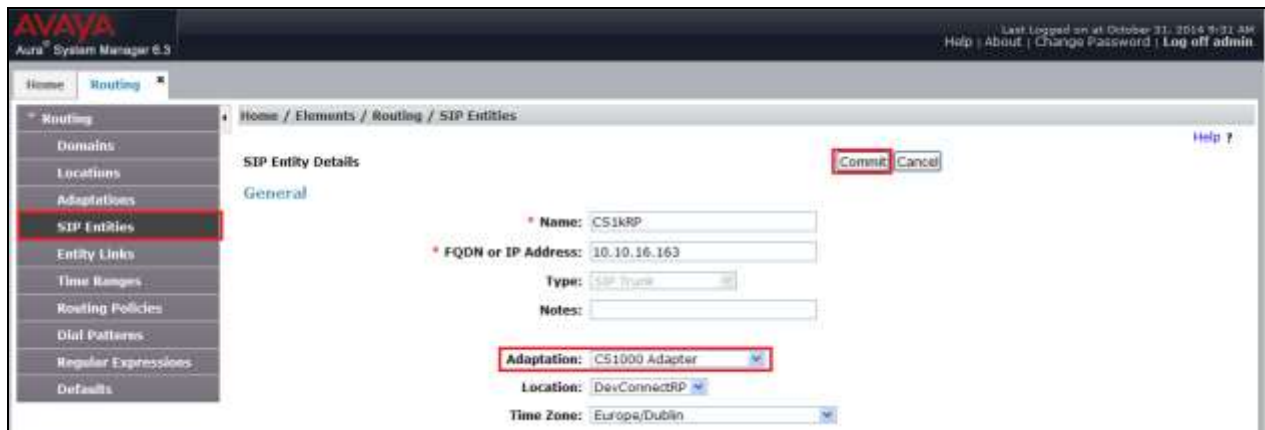 AVAYA
Aura® System Manager 6.3
Last Logged on at October 31, 2014 9:31 AM
Help | About | Change Password | Log off admin
Home
Routing ×
Routing
Domains
Locations
Adaptations
SIP Entities
Entity Links
Time Ranges
Routing Policies
Dial Patterns
Regular Expressions
Defaults
Home / Elements / Routing / SIP Entities
Help ?
SIP Entity Details
Commit Cancel
General
* Name: CS1kRP
* FQDN or IP Address: 10.10.16.163
Type: SIP Trunk
Notes:
Adaptation: CS1000 Adapter
Location: DevConnectRP
Time Zone: Europe/Dublin